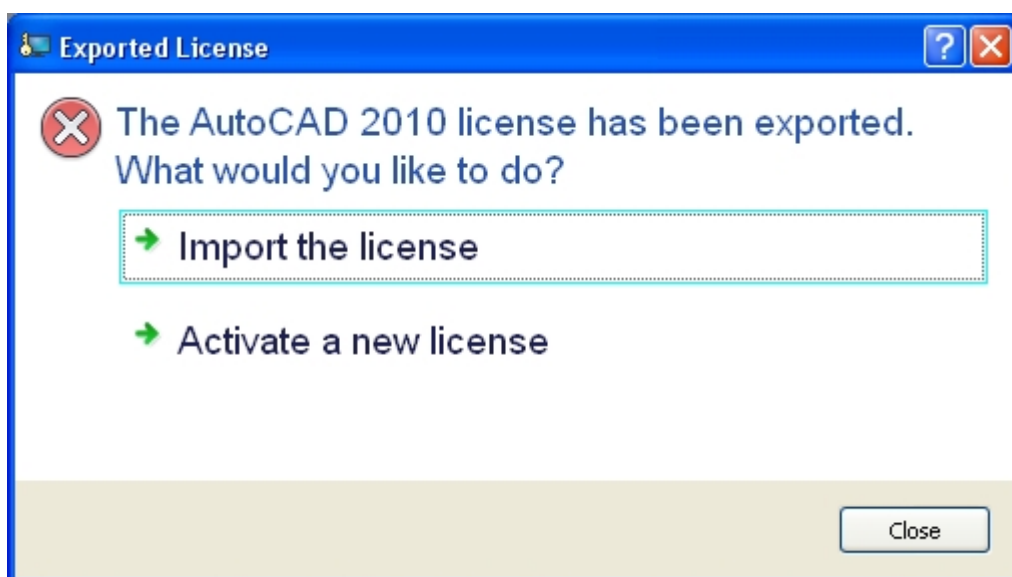 Exported License
The AutoCAD 2010 license has been exported.
What would you like to do?
Import the license
Activate a new license
Close